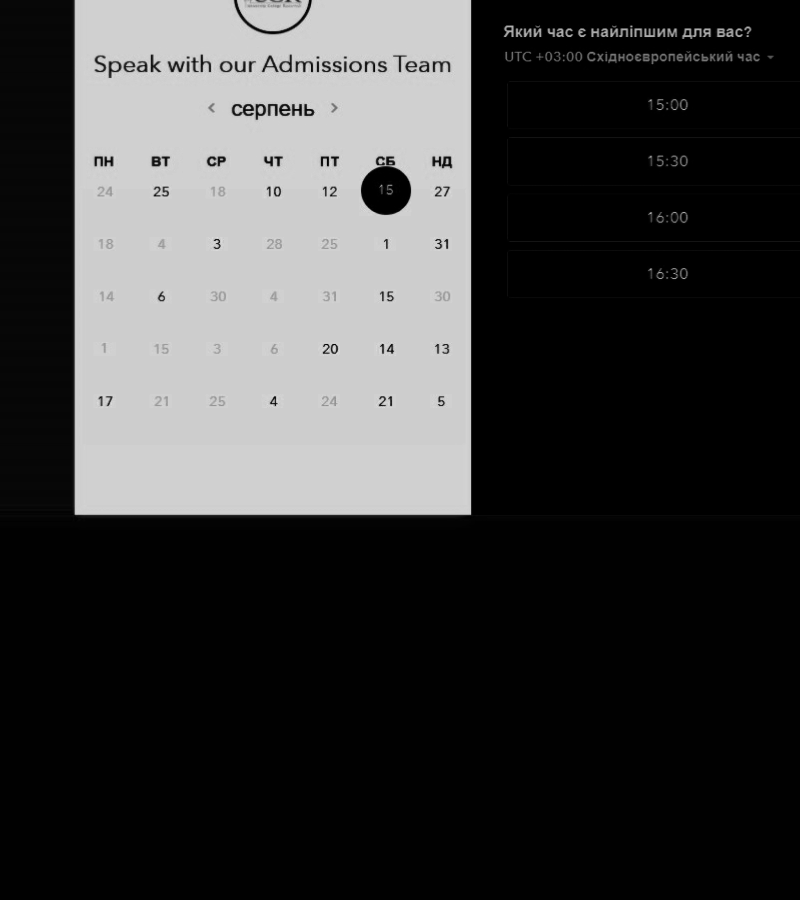 Speak with our Admissions Team
серпень
ПН ВТ СР ЧТ ПТ СБ НД
24 25 18 10 12 15 27
18 4 3 28 25 1 31
14 6 30 4 31 15 30
1 15 3 6 20 14 13
17 21 25 4 24 21 5
Який час є найліпшим для вас?
UTC +03:00 Східноєвропейський час
15:00
15:30
16:00
16:30